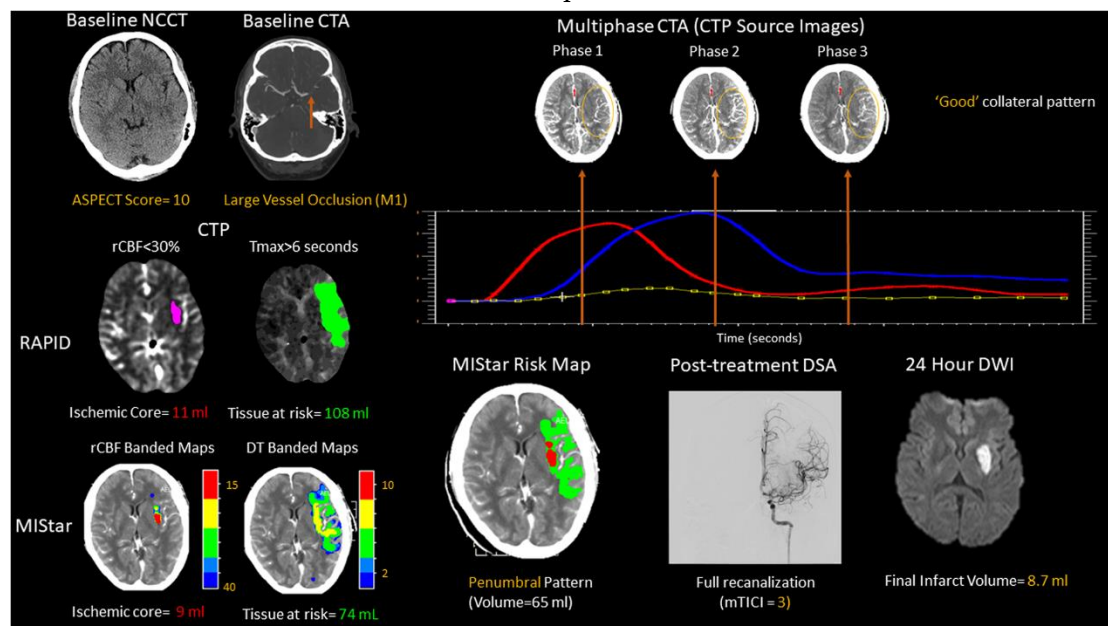 Baseline NCCT
Baseline CTA
Multiphase CTA (CTP Source Images)
Phase 1
Phase 2
Phase 3
'Good' collateral pattern
ASPECT Score= 10
Large Vessel Occlusion (M1)
CTP
rCBF<30%
Tmax>6 seconds
Time (seconds)
RAPID
Ischemic Core= 11 ml
Tissue at risk= 108 ml
MIStar Risk Map
Post-treatment DSA
24 Hour DWI
rCBF Banded Maps
DT Banded Maps
15
10
MIStar
40
2
Ischemic core= 9 ml
Tissue at risk= 74 mL
Penumbral Pattern
(Volume=65 ml)
Full recanalization
(mTICI = 3)
Final Infarct Volume= 8.7 ml